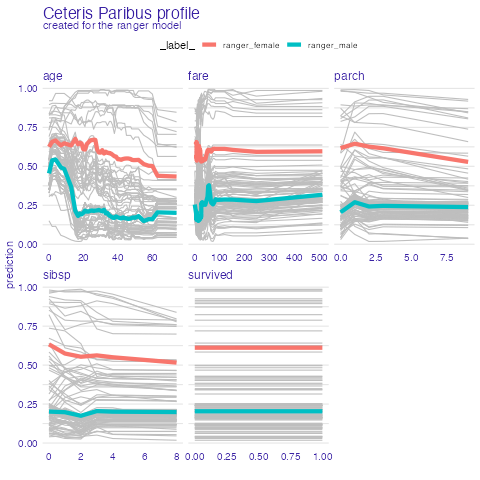 Ceteris Paribus profile
created for the ranger model
_label_ ranger_female ranger_male
age fare parch
1.00
0.75
0.50
0.25
0.00
0 20 40 60 0 100 200 300 400 500 0.0 2.5 5.0 7.5
prediction
sibsp survived
1.00
0.75
0.50
0.25
0.00
0 2 4 6 8 0.00 0.25 0.50 0.75 1.00